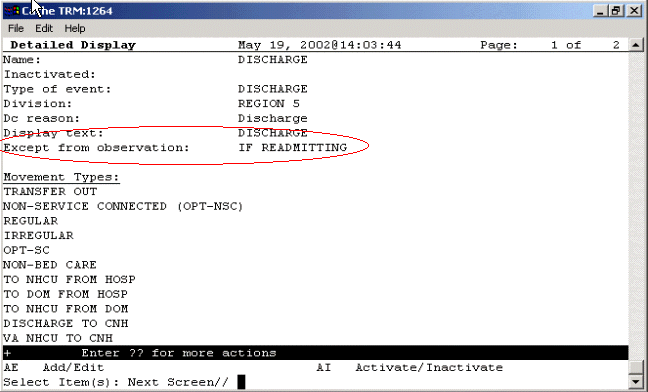 Cache TRM:1264
File Edit Help
Detailed Display May 19, 2002@14:03:44 Page: 1 of 2
Name: DISCHARGE
Inactivated:
Type of event: DISCHARGE
Division: REGION 5
Dc reason: Discharge
Display text: DISCHARGE
Except from observation: IF READMITTING
Movement Types:
TRANSFER OUT
NON-SERVICE CONNECTED (OPT-NSC)
REGULAR
IRREGULAR
OPT-SC
NON-BED CARE
TO NHCU FROM HOSP
TO DOM FROM HOSP
TO NHCU FROM DOM
DISCHARGE TO CNH
VA NHCU TO CNH
+ Enter ?? for more actions
AE Add/Edit AI Activate/Inactivate
Select Item(s): Next Screen//